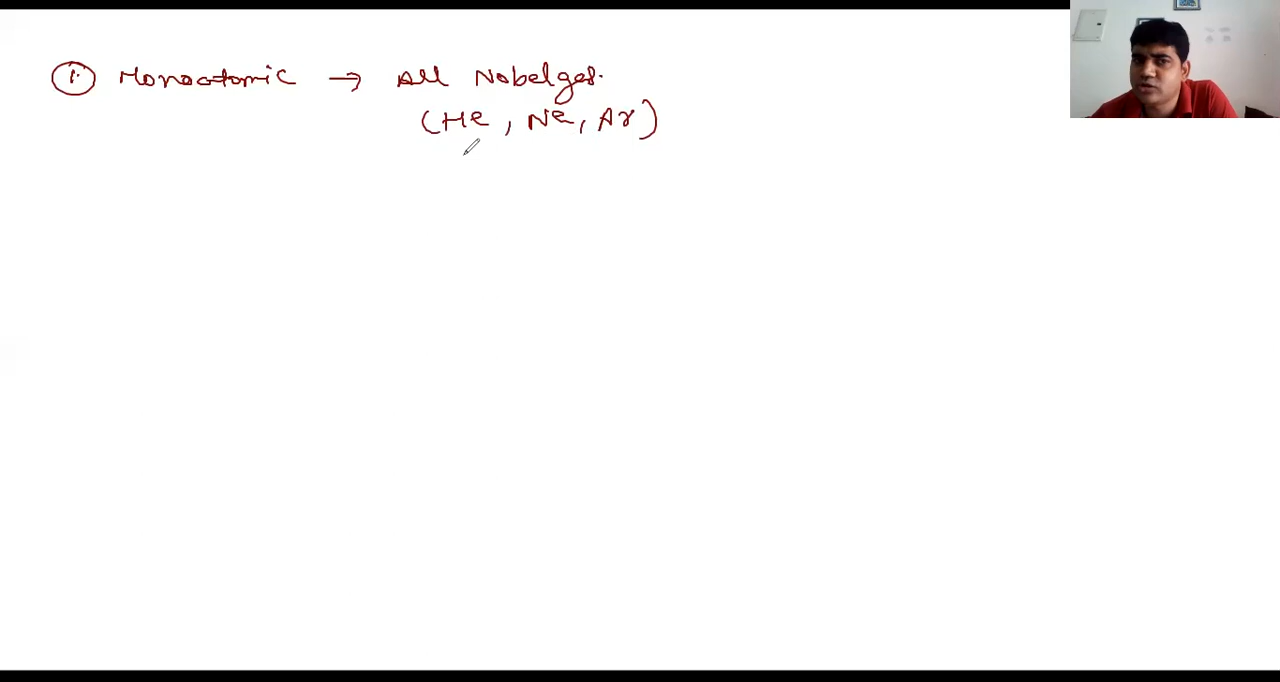 ① Monoatomic → All Nobelgas.
(He, Ne, Ar)